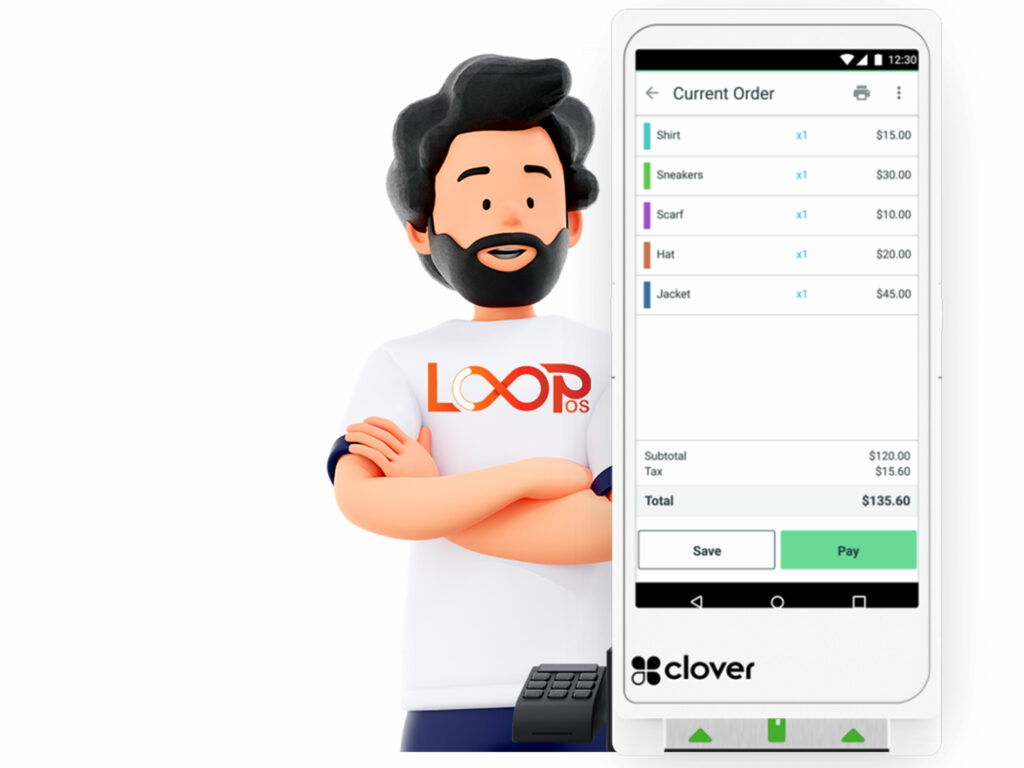 12:30
Current Order
Shirt x1 $15.00
Sneakers x1 $30.00
Scarf x1 $10.00
Hat x1 $20.00
Jacket x1 $45.00
Subtotal $120.00
Tax $15.60
Total $135.60
Save Pay
LOOP
OS
clover